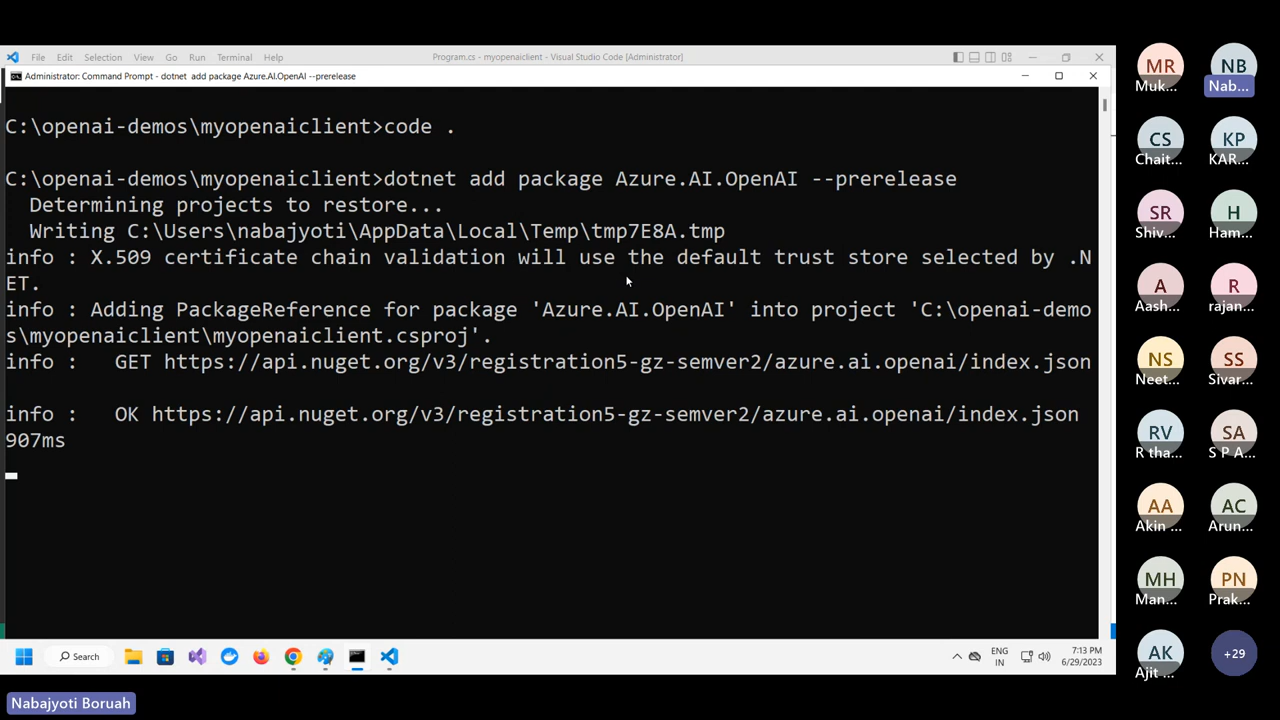 File Edit Selection View Go Run Terminal Help
Program.cs - myopenaiclient - Visual Studio Code [Administrator]
Administrator: Command Prompt - dotnet add package Azure.AI.OpenAI --prerelease
C:\openai-demos\myopenaiclient>code .
C:\openai-demos\myopenaiclient>dotnet add package Azure.AI.OpenAI --prerelease
Determining projects to restore...
Writing C:\Users\nabajyoti\AppData\Local\Temp\tmp7E8A.tmp
info : X.509 certificate chain validation will use the default trust store selected by .N
ET.
info : Adding PackageReference for package 'Azure.AI.OpenAI' into project 'C:\openai-demo
s\myopenaiclient\myopenaiclient.csproj'.
info :   GET https://api.nuget.org/v3/registration5-gz-semver2/azure.ai.openai/index.json
info :   OK https://api.nuget.org/v3/registration5-gz-semver2/azure.ai.openai/index.json
907ms
Search
ENG
IN
7:13 PM
6/29/2023
Nabajyoti Boruah
MR
Muk...
NB
Nab...
CS
Chait...
KP
KAR...
SR
Shiv...
H
Ham...
A
Aash...
R
rajan...
NS
Neet...
SS
Sivar...
RV
R tha...
SA
S P A...
AA
Akin ...
AC
Arun...
MH
Man...
PN
Prak...
AK
Ajit ...
+29